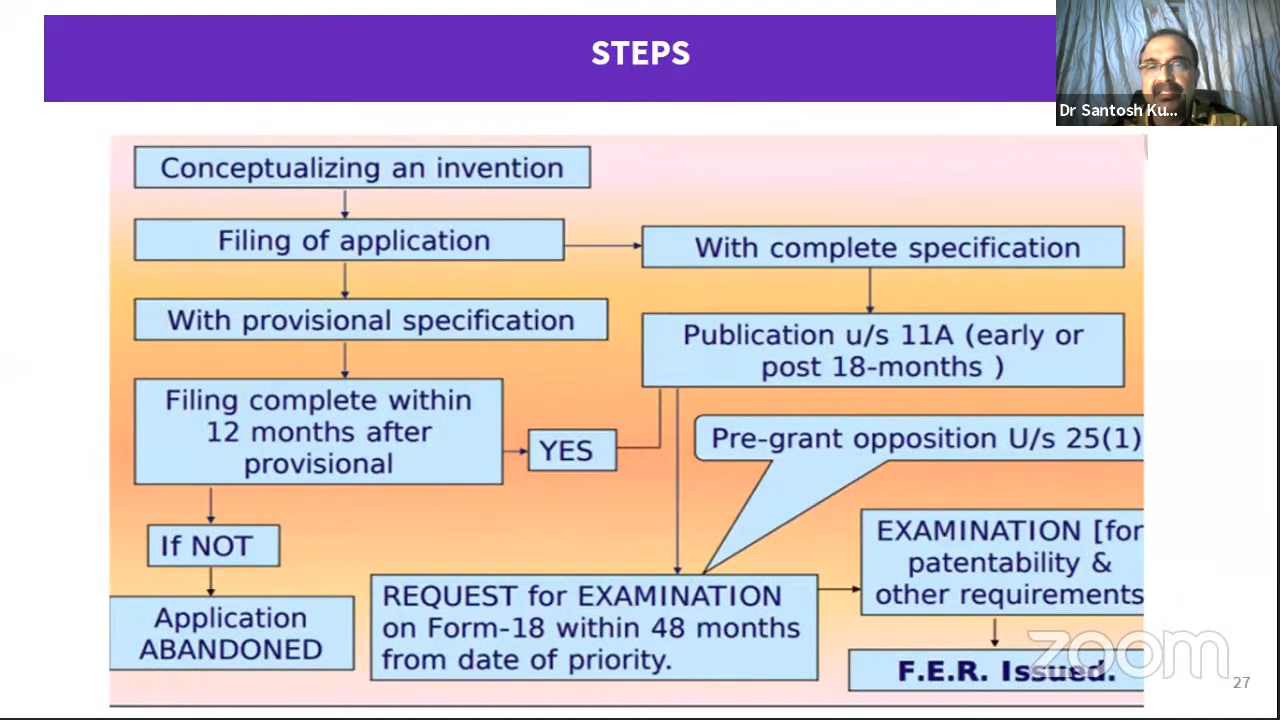 STEPS
Dr Santosh Ku...
Conceptualizing an invention
Filing of application
With complete specification
With provisional specification
Publication u/s 11A (early or
post 18-months )
Filing complete within
12 months after
provisional
YES
Pre-grant opposition U/s 25(1)
If NOT
EXAMINATION [for
patentability &
other requirements
REQUEST for EXAMINATION
on Form-18 within 48 months
from date of priority.
Application
ABANDONED
F.E.R. Issued.
zoom
27